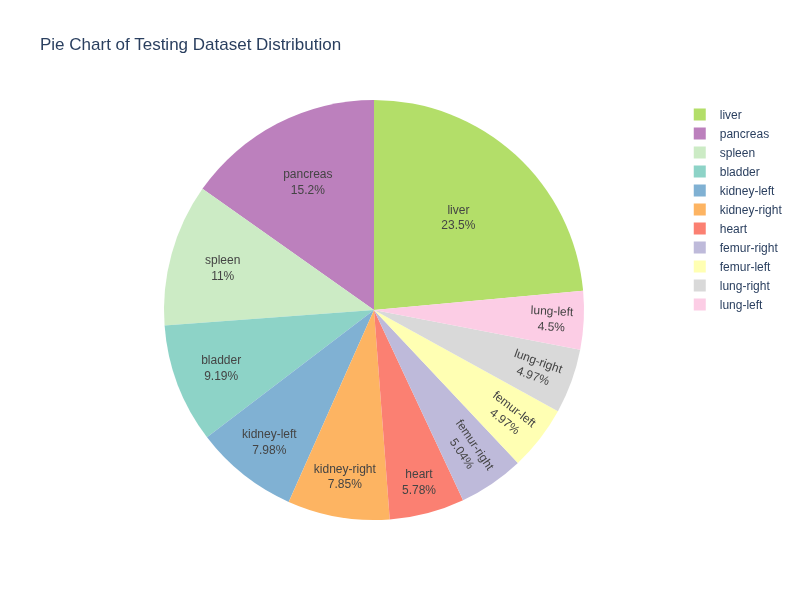 Pie Chart of Testing Dataset Distribution
liver
23.5%
pancreas
15.2%
spleen
11%
bladder
9.19%
kidney-left
7.98%
kidney-right
7.85%
heart
5.78%
femur-right
5.04%
femur-left
4.97%
lung-right
4.97%
lung-left
4.5%
liver
pancreas
spleen
bladder
kidney-left
kidney-right
heart
femur-right
femur-left
lung-right
lung-left